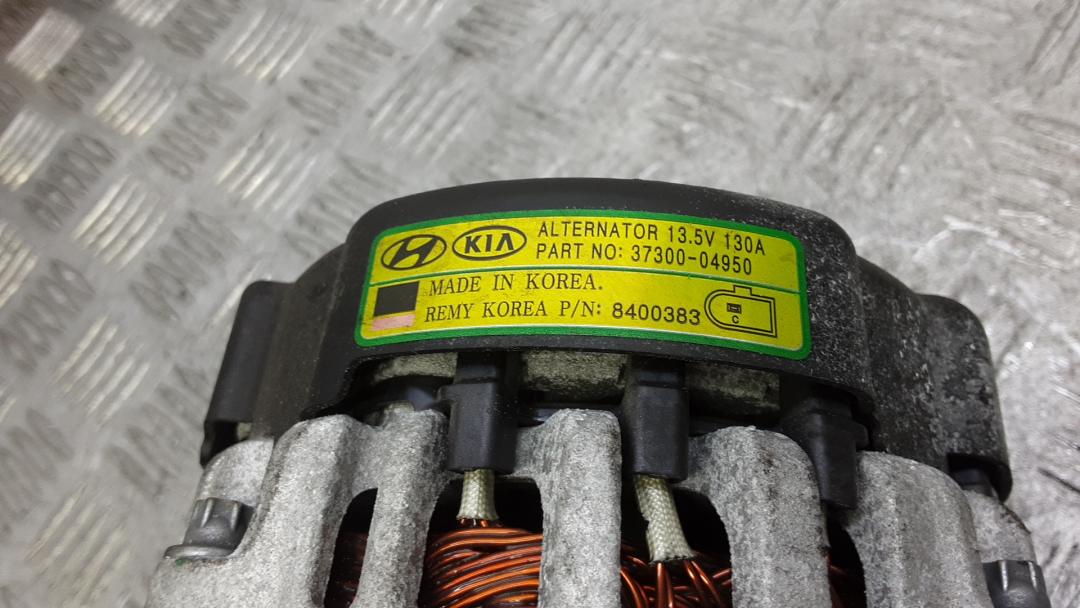 KIA ALTERNATOR 13.5V 130A
PART NO: 37300-04950
MADE IN KOREA.
REMY KOREA P/N: 8400383
C